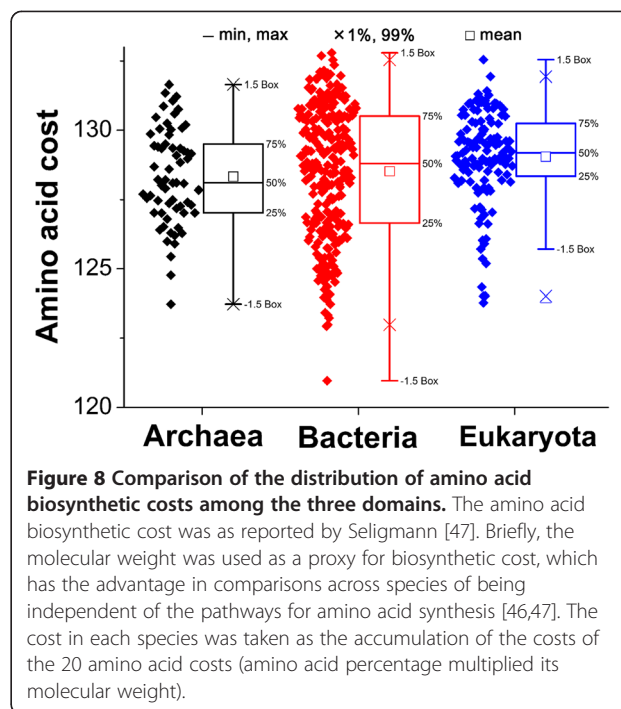 — min, max ×1%, 99% □ mean
Amino acid cost
130
125
120
1.5 Box
75%
50%
25%
-1.5 Box
1.5 Box
75%
50%
25%
-1.5 Box
1.5 Box
75%
50%
25%
-1.5 Box
Archaea Bacteria Eukaryota
Figure 8 Comparison of the distribution of amino acid
biosynthetic costs among the three domains. The amino acid
biosynthetic cost was as reported by Seligmann [47]. Briefly, the
molecular weight was used as a proxy for biosynthetic cost, which
has the advantage in comparisons across species of being
independent of the pathways for amino acid synthesis [46,47]. The
cost in each species was taken as the accumulation of the costs of
the 20 amino acid costs (amino acid percentage multiplied its
molecular weight).